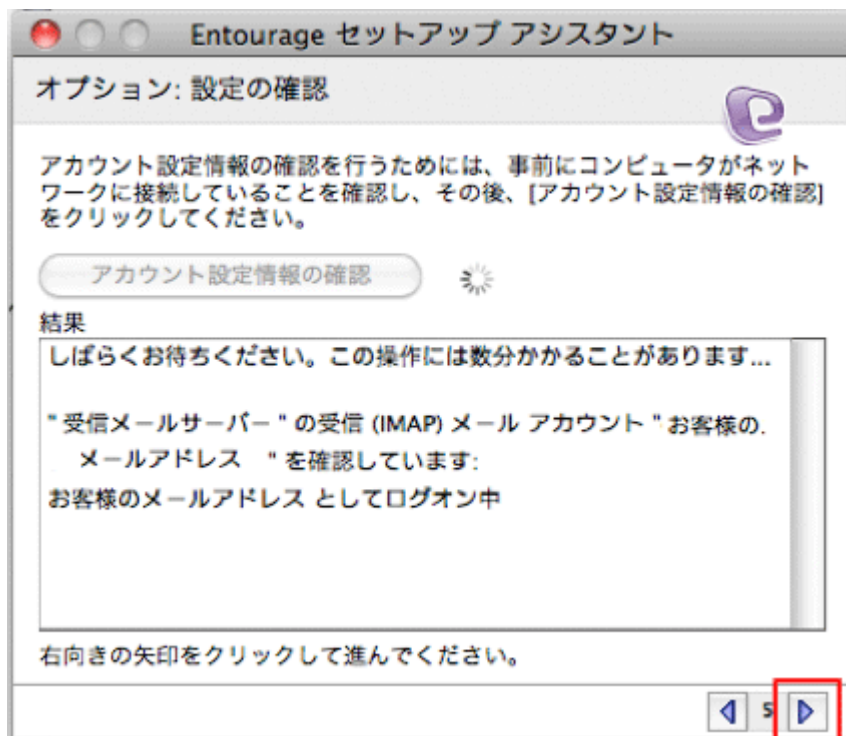 Entourage セットアップ アシスタント
オプション: 設定の確認
アカウント設定情報の確認を行うためには、事前にコンピュータがネット
ワークに接続していることを確認し、その後、[アカウント設定情報の確認]
をクリックしてください。
アカウント設定情報の確認
結果
しばらくお待ちください。この操作には数分かかることがあります...
"受信メールサーバー"の受信 (IMAP) メール アカウント "お客様の.
メールアドレス "を確認しています:
お客様のメールアドレス としてログオン中
右向きの矢印をクリックして進んでください。
5